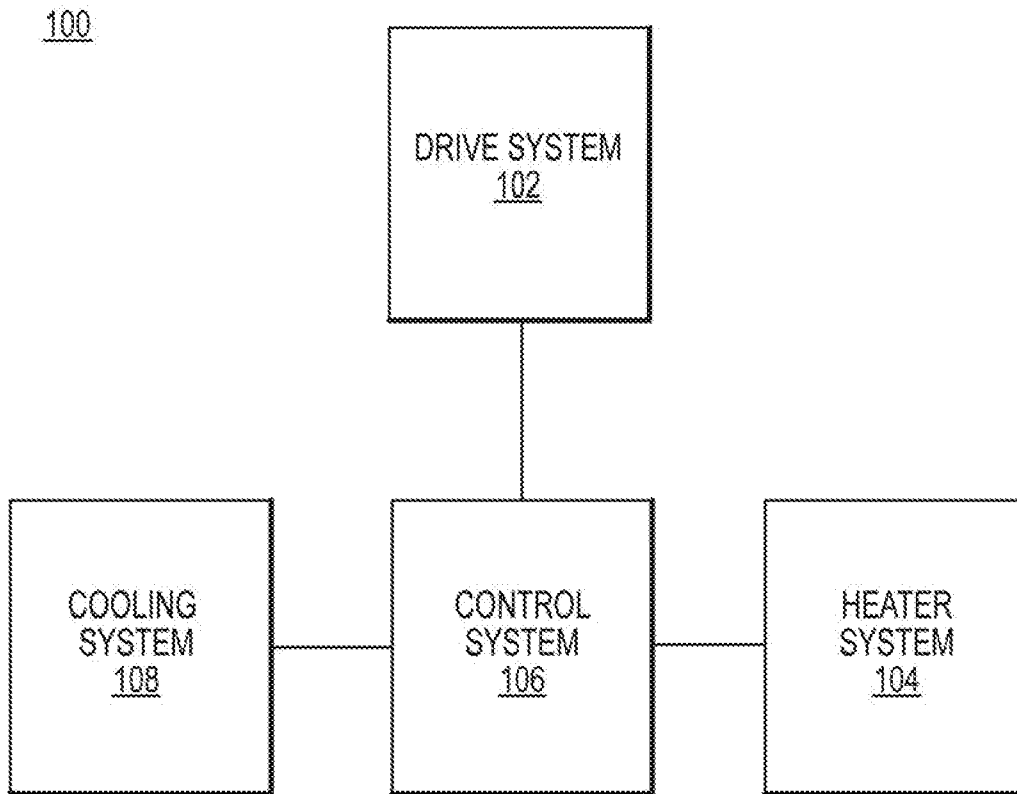 100
DRIVE SYSTEM
102
COOLING
SYSTEM
108
CONTROL
SYSTEM
106
HEATER
SYSTEM
104